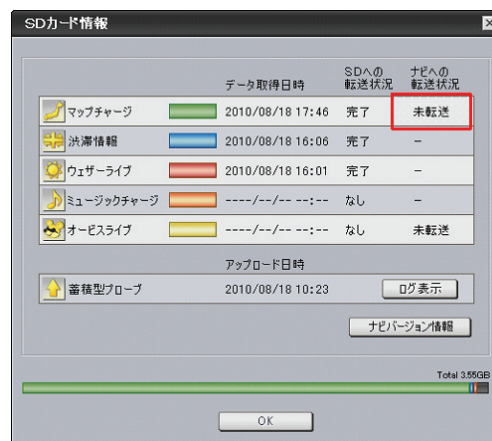 SDカード情報
データ取得日時 SDへの転送状況 ナビへの転送状況
マップチャージ 2010/08/18 17:46 完了 未転送
渋滞情報 2010/08/18 16:06 完了 -
ウェザーライブ 2010/08/18 16:01 完了 -
ミュージックチャージ ----/--/-- --:-- なし -
オービスライブ ----/--/-- --:-- なし 未転送
アップロード日時
蓄積型プローブ 2010/08/18 10:23 ログ表示
ナビバージョン情報
Total 3.55GB
OK